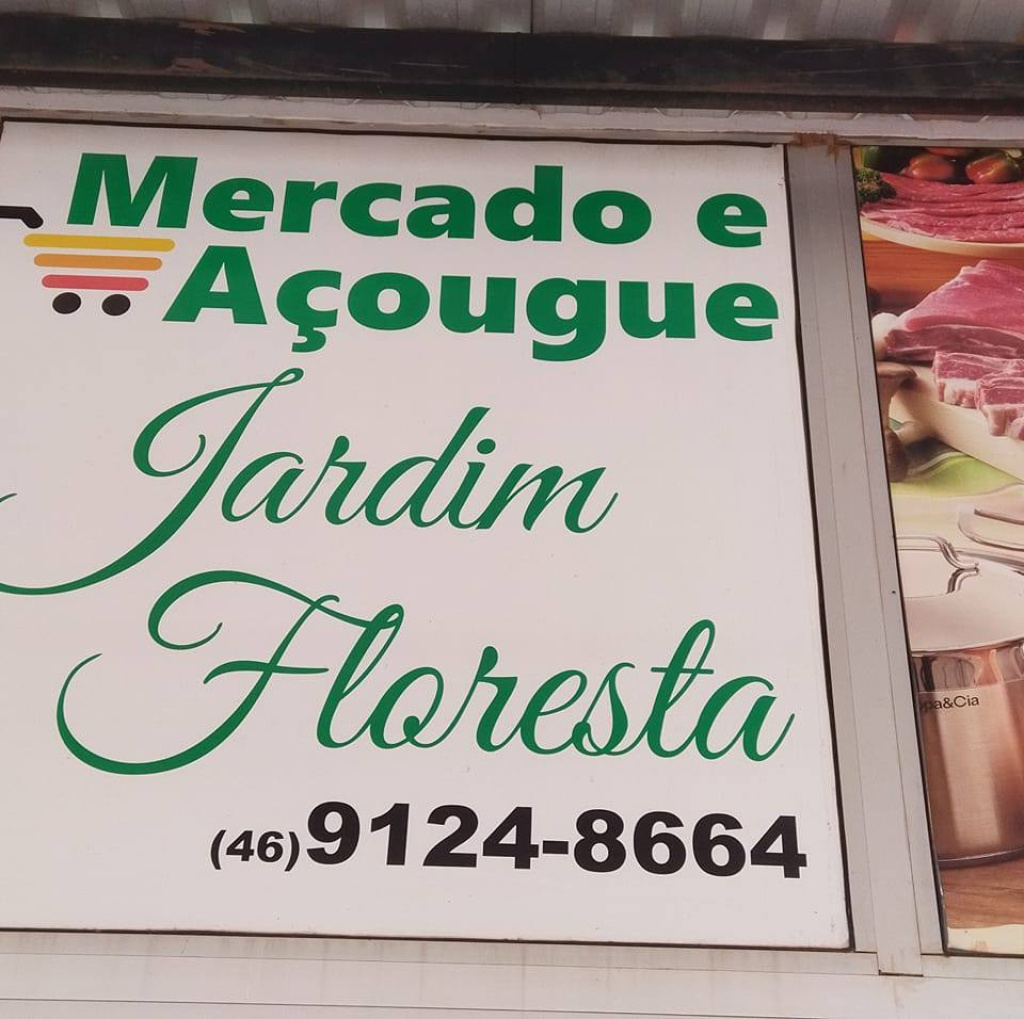 Mercado e
Açougue
Jardim
Floresta
(46)9124-8664